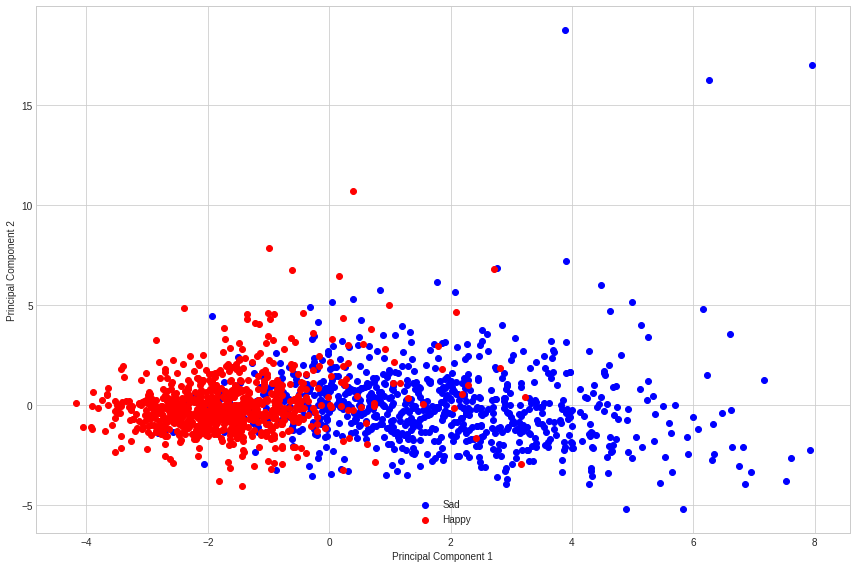 15
10
5
0
−5
Principal Component 2
Sad
Happy
−4 −2 0 2 4 6 8
Principal Component 1